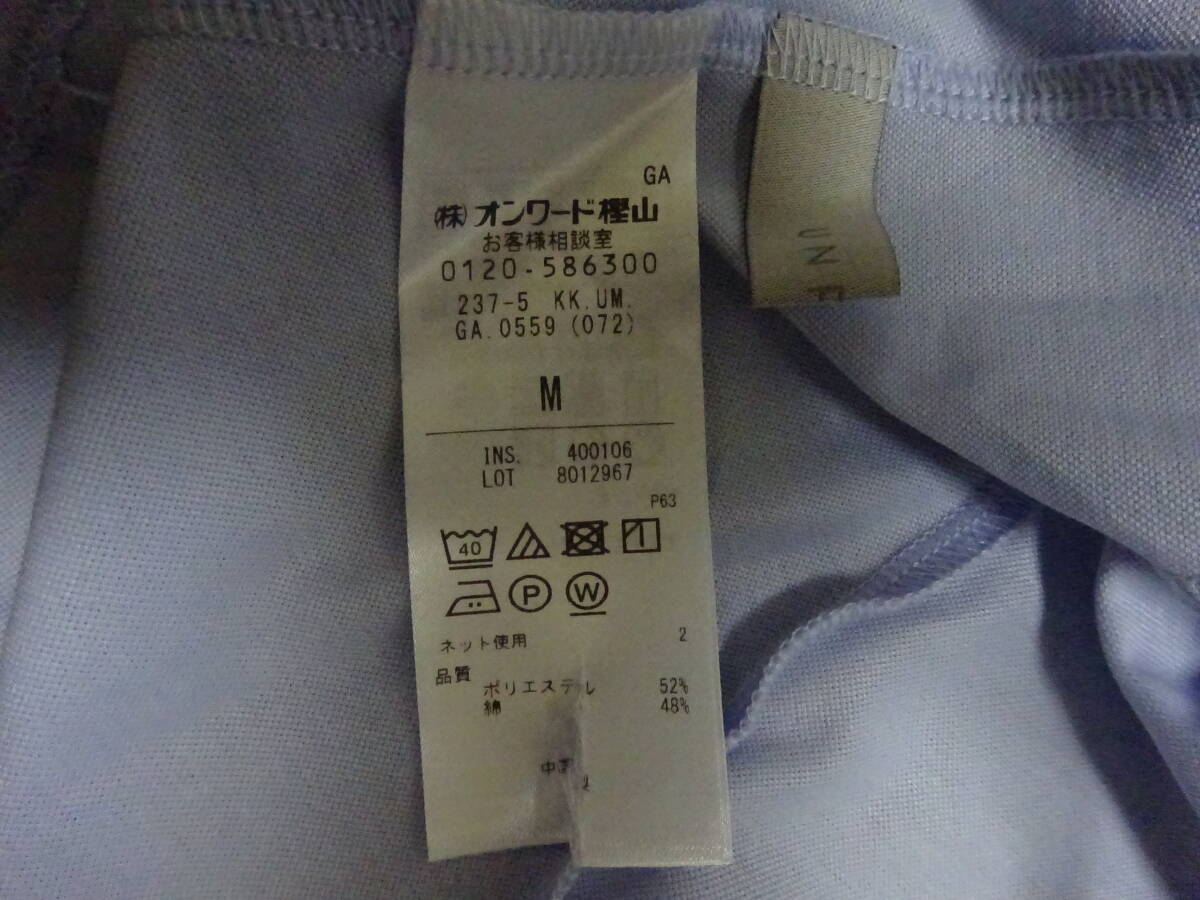 GA
㈱オンワード樫山
お客様相談室
0120-586300
237-5 KK.UM.
GA.0559 (072)
M
INS. 400106
LOT 8012967
P63
40
P W
ネット使用 2
品質
ポリエステル 52%
綿 48%
UN F